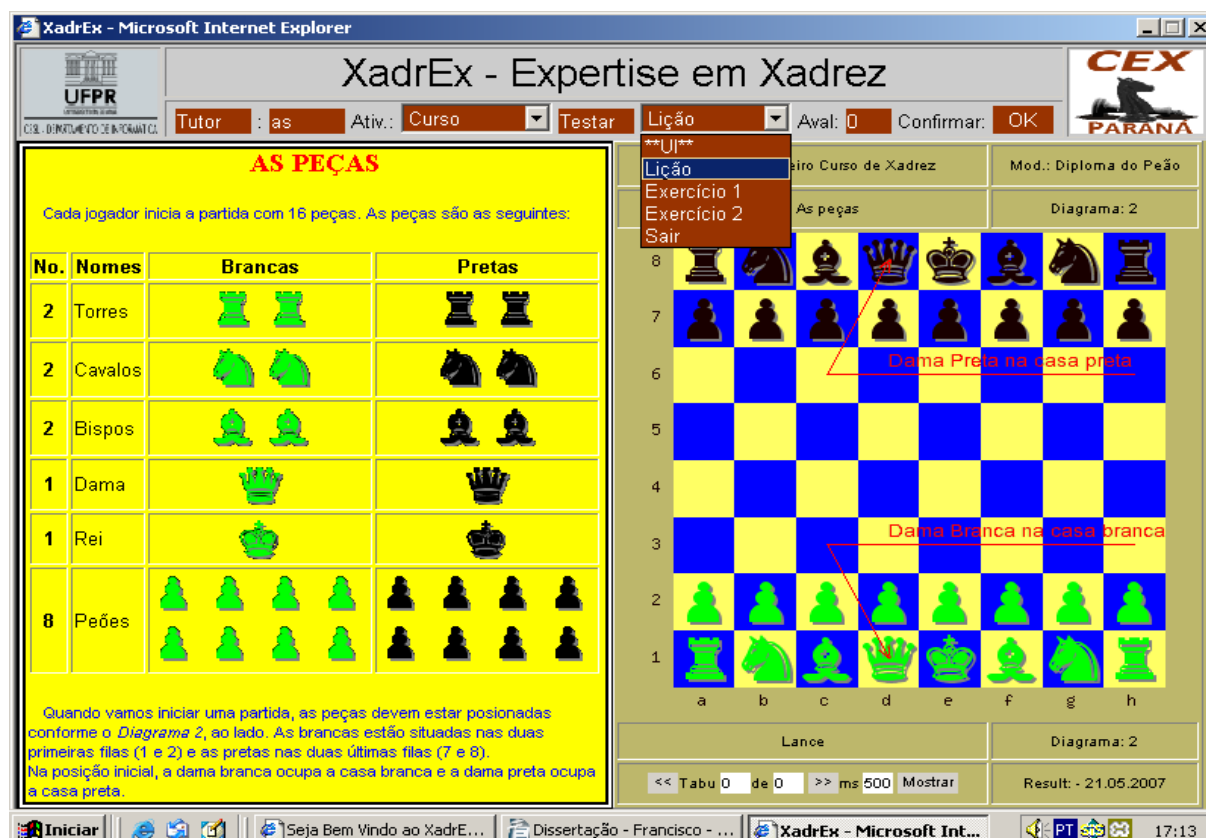 XadrEx - Microsoft Internet Explorer
UFPR
XadrEx - Expertise em Xadrez
CEX
PARANÁ
Tutor : as Ativ.: Curso Testar Lição Aval: 0 Confirmar: OK
**UI**
Lição
Exercício 1
Exercício 2
Sair
AS PEÇAS
Cada jogador inicia a partida com 16 peças. As peças são as seguintes:
No. Nomes Brancas Pretas
2 Torres
2 Cavalos
2 Bispos
1 Dama
1 Rei
8 Peões
Quando vamos iniciar uma partida, as peças devem estar posionadas
conforme o Diagrama 2, ao lado. As brancas estão situadas nas duas
primeiras filas (1 e 2) e as pretas nas duas últimas filas (7 e 8).
Na posição inicial, a dama branca ocupa a casa branca e a dama preto ocupa
a casa preta.
eiro Curso de Xadrez Mod.: Diploma do Peão
As peças Diagrama: 2
8
7
Dama Preta na casa preta
6
5
4
Dama Branca na casa branca
3
2
1
a b c d e f g h
Lance Diagrama: 2
<< Tabu 0 de 0 >> ms 500 Mostrar Result: - 21.05.2007
Iniciar Seja Bem Vindo ao XadrE... Dissertação - Francisco - ... XadrEx - Microsoft Int... PT 17:13